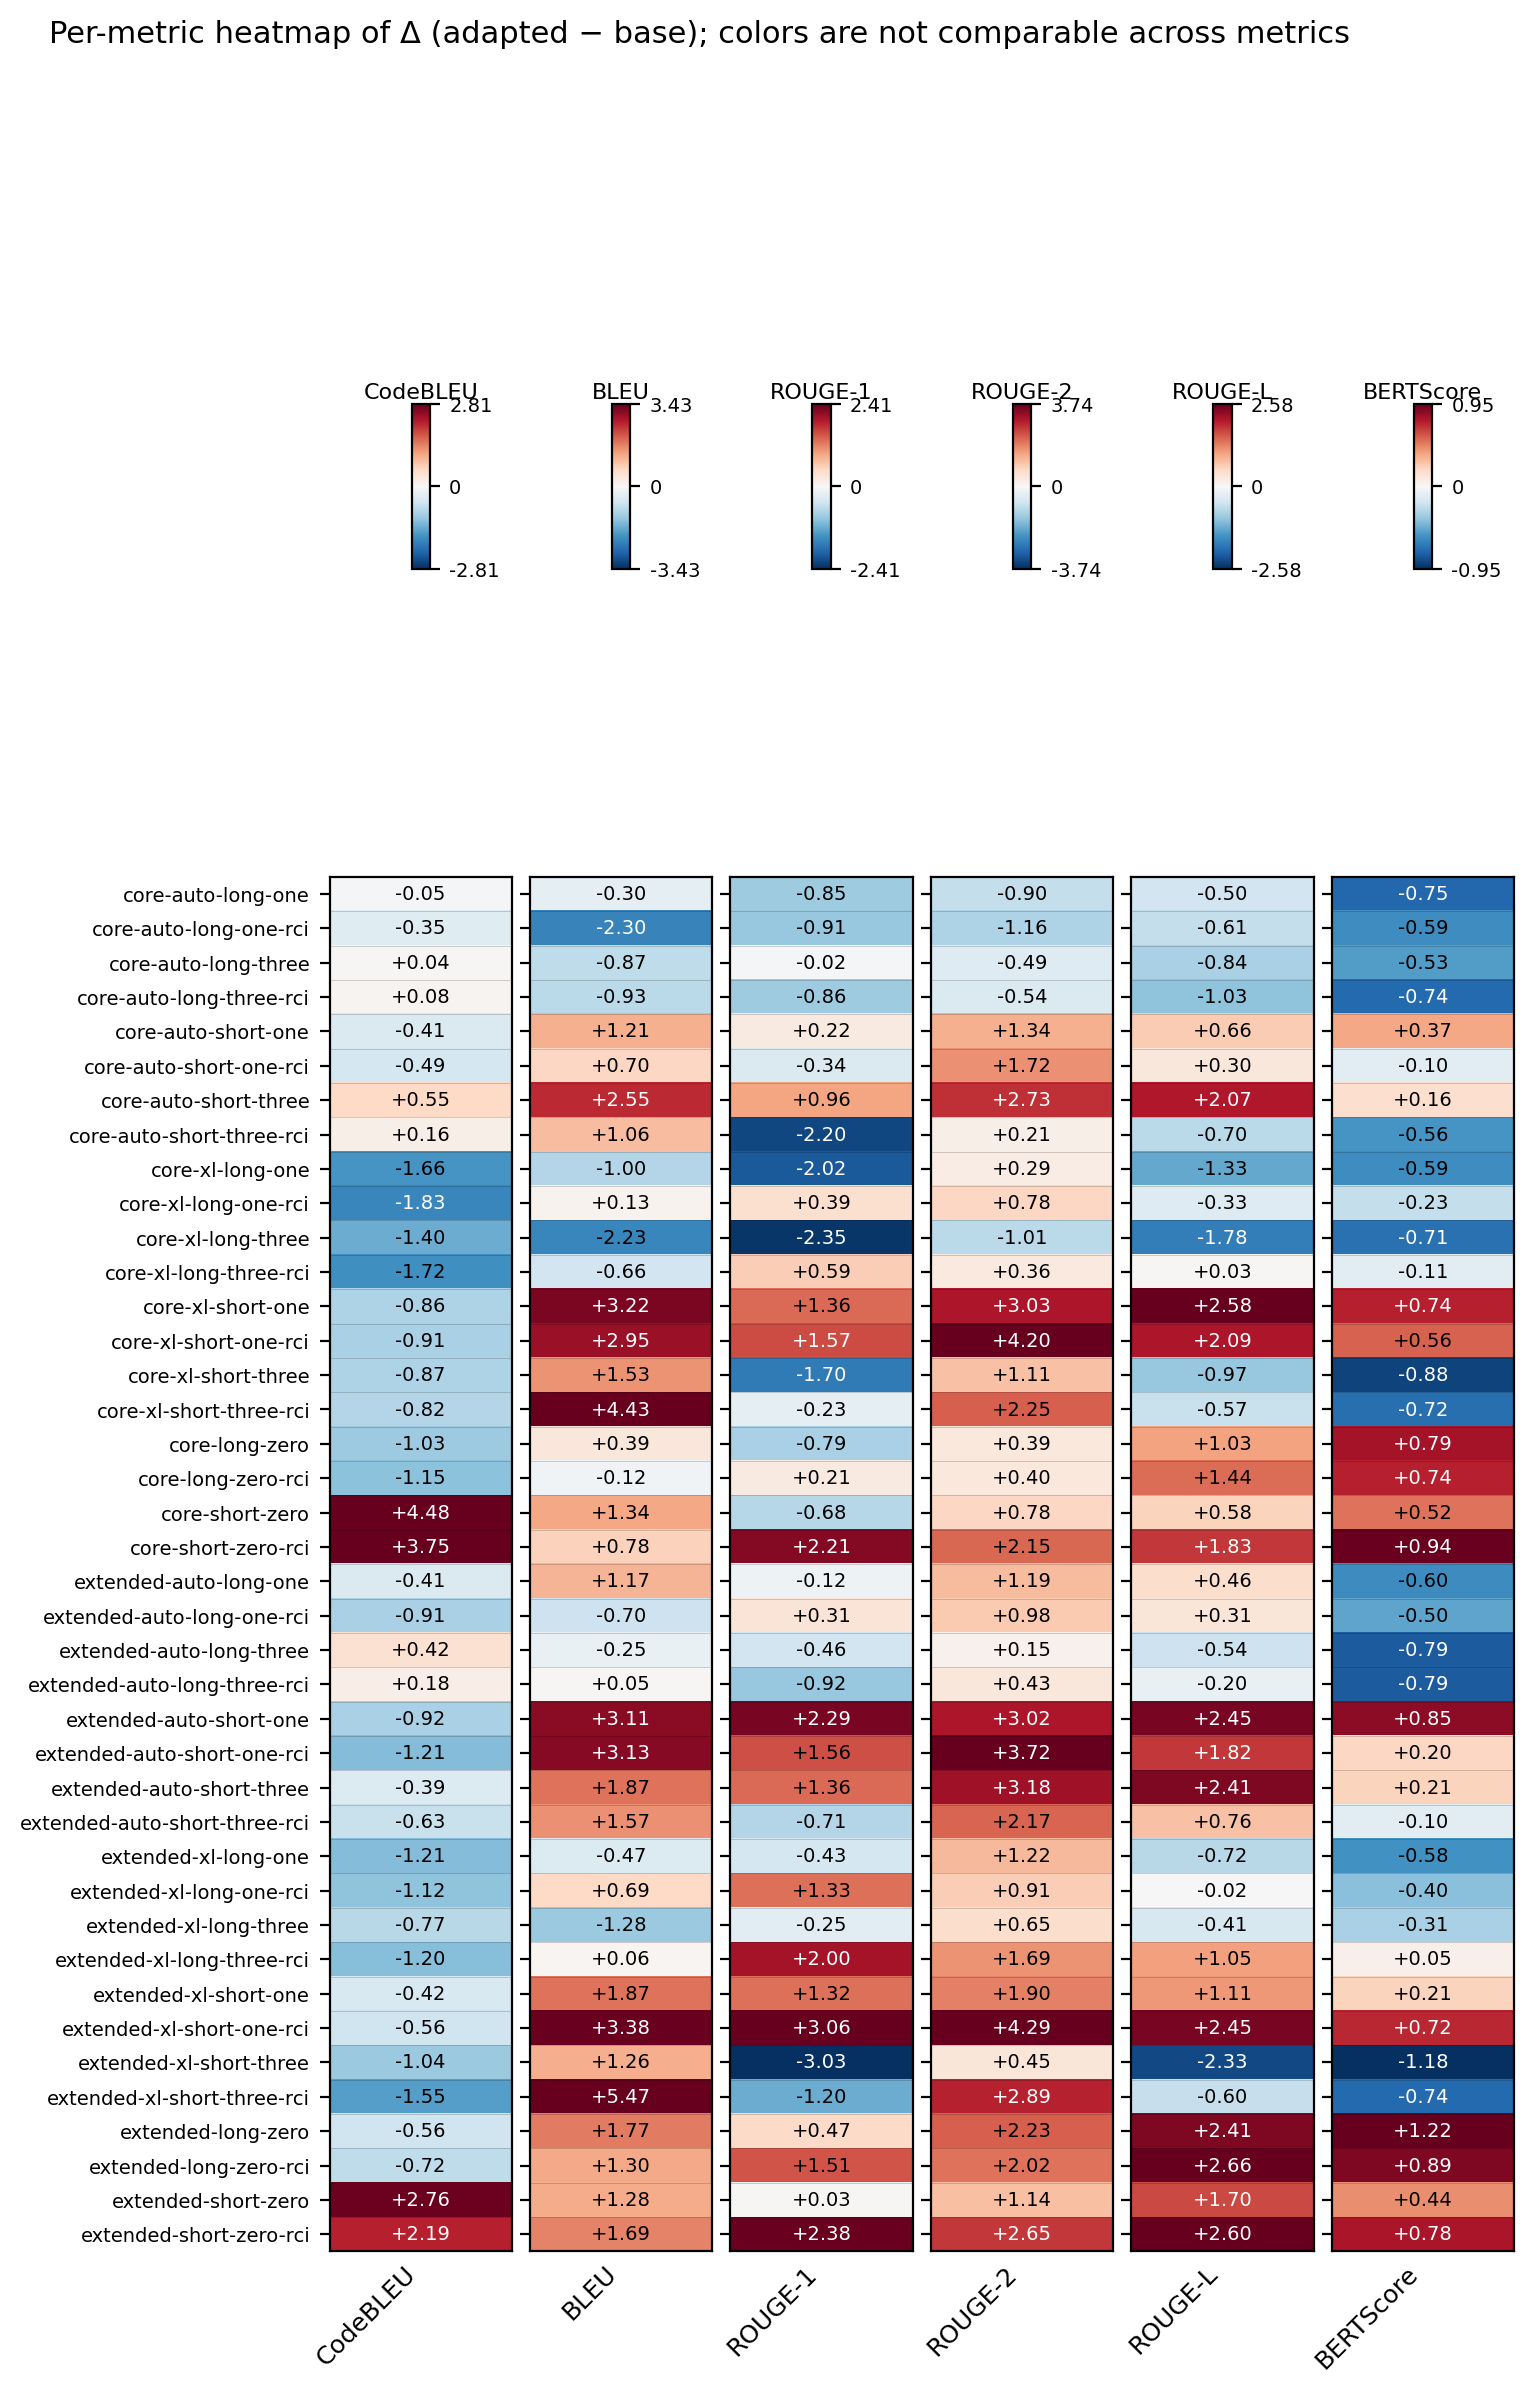 Per-metric heatmap of Δ (adapted − base); colors are not comparable across metrics
CodeBLEU BLEU ROUGE-1 ROUGE-2 ROUGE-L BERTScore
2.81 3.43 2.41 3.74 2.58 0.95
0 0 0 0 0 0
-2.81 -3.43 -2.41 -3.74 -2.58 -0.95
core-auto-long-one -0.05 -0.30 -0.85 -0.90 -0.50 -0.75
core-auto-long-one-rci -0.35 -2.30 -0.91 -1.16 -0.61 -0.59
core-auto-long-three +0.04 -0.87 -0.02 -0.49 -0.84 -0.53
core-auto-long-three-rci +0.08 -0.93 -0.86 -0.54 -1.03 -0.74
core-auto-short-one -0.41 +1.21 +0.22 +1.34 +0.66 +0.37
core-auto-short-one-rci -0.49 +0.70 -0.34 +1.72 +0.30 -0.10
core-auto-short-three +0.55 +2.55 +0.96 +2.73 +2.07 +0.16
core-auto-short-three-rci +0.16 +1.06 -2.20 +0.21 -0.70 -0.56
core-xl-long-one -1.66 -1.00 -2.02 +0.29 -1.33 -0.59
core-xl-long-one-rci -1.83 +0.13 +0.39 +0.78 -0.33 -0.23
core-xl-long-three -1.40 -2.23 -2.35 -1.01 -1.78 -0.71
core-xl-long-three-rci -1.72 -0.66 +0.59 +0.36 +0.03 -0.11
core-xl-short-one -0.86 +3.22 +1.36 +3.03 +2.58 +0.74
core-xl-short-one-rci -0.91 +2.95 +1.57 +4.20 +2.09 +0.56
core-xl-short-three -0.87 +1.53 -1.70 +1.11 -0.97 -0.88
core-xl-short-three-rci -0.82 +4.43 -0.23 +2.25 -0.57 -0.72
core-long-zero -1.03 +0.39 -0.79 +0.39 +1.03 +0.79
core-long-zero-rci -1.15 -0.12 +0.21 +0.40 +1.44 +0.74
core-short-zero +4.48 +1.34 -0.68 +0.78 +0.58 +0.52
core-short-zero-rci +3.75 +0.78 +2.21 +2.15 +1.83 +0.94
extended-auto-long-one -0.41 +1.17 -0.12 +1.19 +0.46 -0.60
extended-auto-long-one-rci -0.91 -0.70 +0.31 +0.98 +0.31 -0.50
extended-auto-long-three +0.42 -0.25 -0.46 +0.15 -0.54 -0.79
extended-auto-long-three-rci +0.18 +0.05 -0.92 +0.43 -0.20 -0.79
extended-auto-short-one -0.92 +3.11 +2.29 +3.02 +2.45 +0.85
extended-auto-short-one-rci -1.21 +3.13 +1.56 +3.72 +1.82 +0.20
extended-auto-short-three -0.39 +1.87 +1.36 +3.18 +2.41 +0.21
extended-auto-short-three-rci -0.63 +1.57 -0.71 +2.17 +0.76 -0.10
extended-xl-long-one -1.21 -0.47 -0.43 +1.22 -0.72 -0.58
extended-xl-long-one-rci -1.12 +0.69 +1.33 +0.91 -0.02 -0.40
extended-xl-long-three -0.77 -1.28 -0.25 +0.65 -0.41 -0.31
extended-xl-long-three-rci -1.20 +0.06 +2.00 +1.69 +1.05 +0.05
extended-xl-short-one -0.42 +1.87 +1.32 +1.90 +1.11 +0.21
extended-xl-short-one-rci -0.56 +3.38 +3.06 +4.29 +2.45 +0.72
extended-xl-short-three -1.04 +1.26 -3.03 +0.45 -2.33 -1.18
extended-xl-short-three-rci -1.55 +5.47 -1.20 +2.89 -0.60 -0.74
extended-long-zero -0.56 +1.77 +0.47 +2.23 +2.41 +1.22
extended-long-zero-rci -0.72 +1.30 +1.51 +2.02 +2.66 +0.89
extended-short-zero +2.76 +1.28 +0.03 +1.14 +1.70 +0.44
extended-short-zero-rci +2.19 +1.69 +2.38 +2.65 +2.60 +0.78
CodeBLEU BLEU ROUGE-1 ROUGE-2 ROUGE-L BERTScore